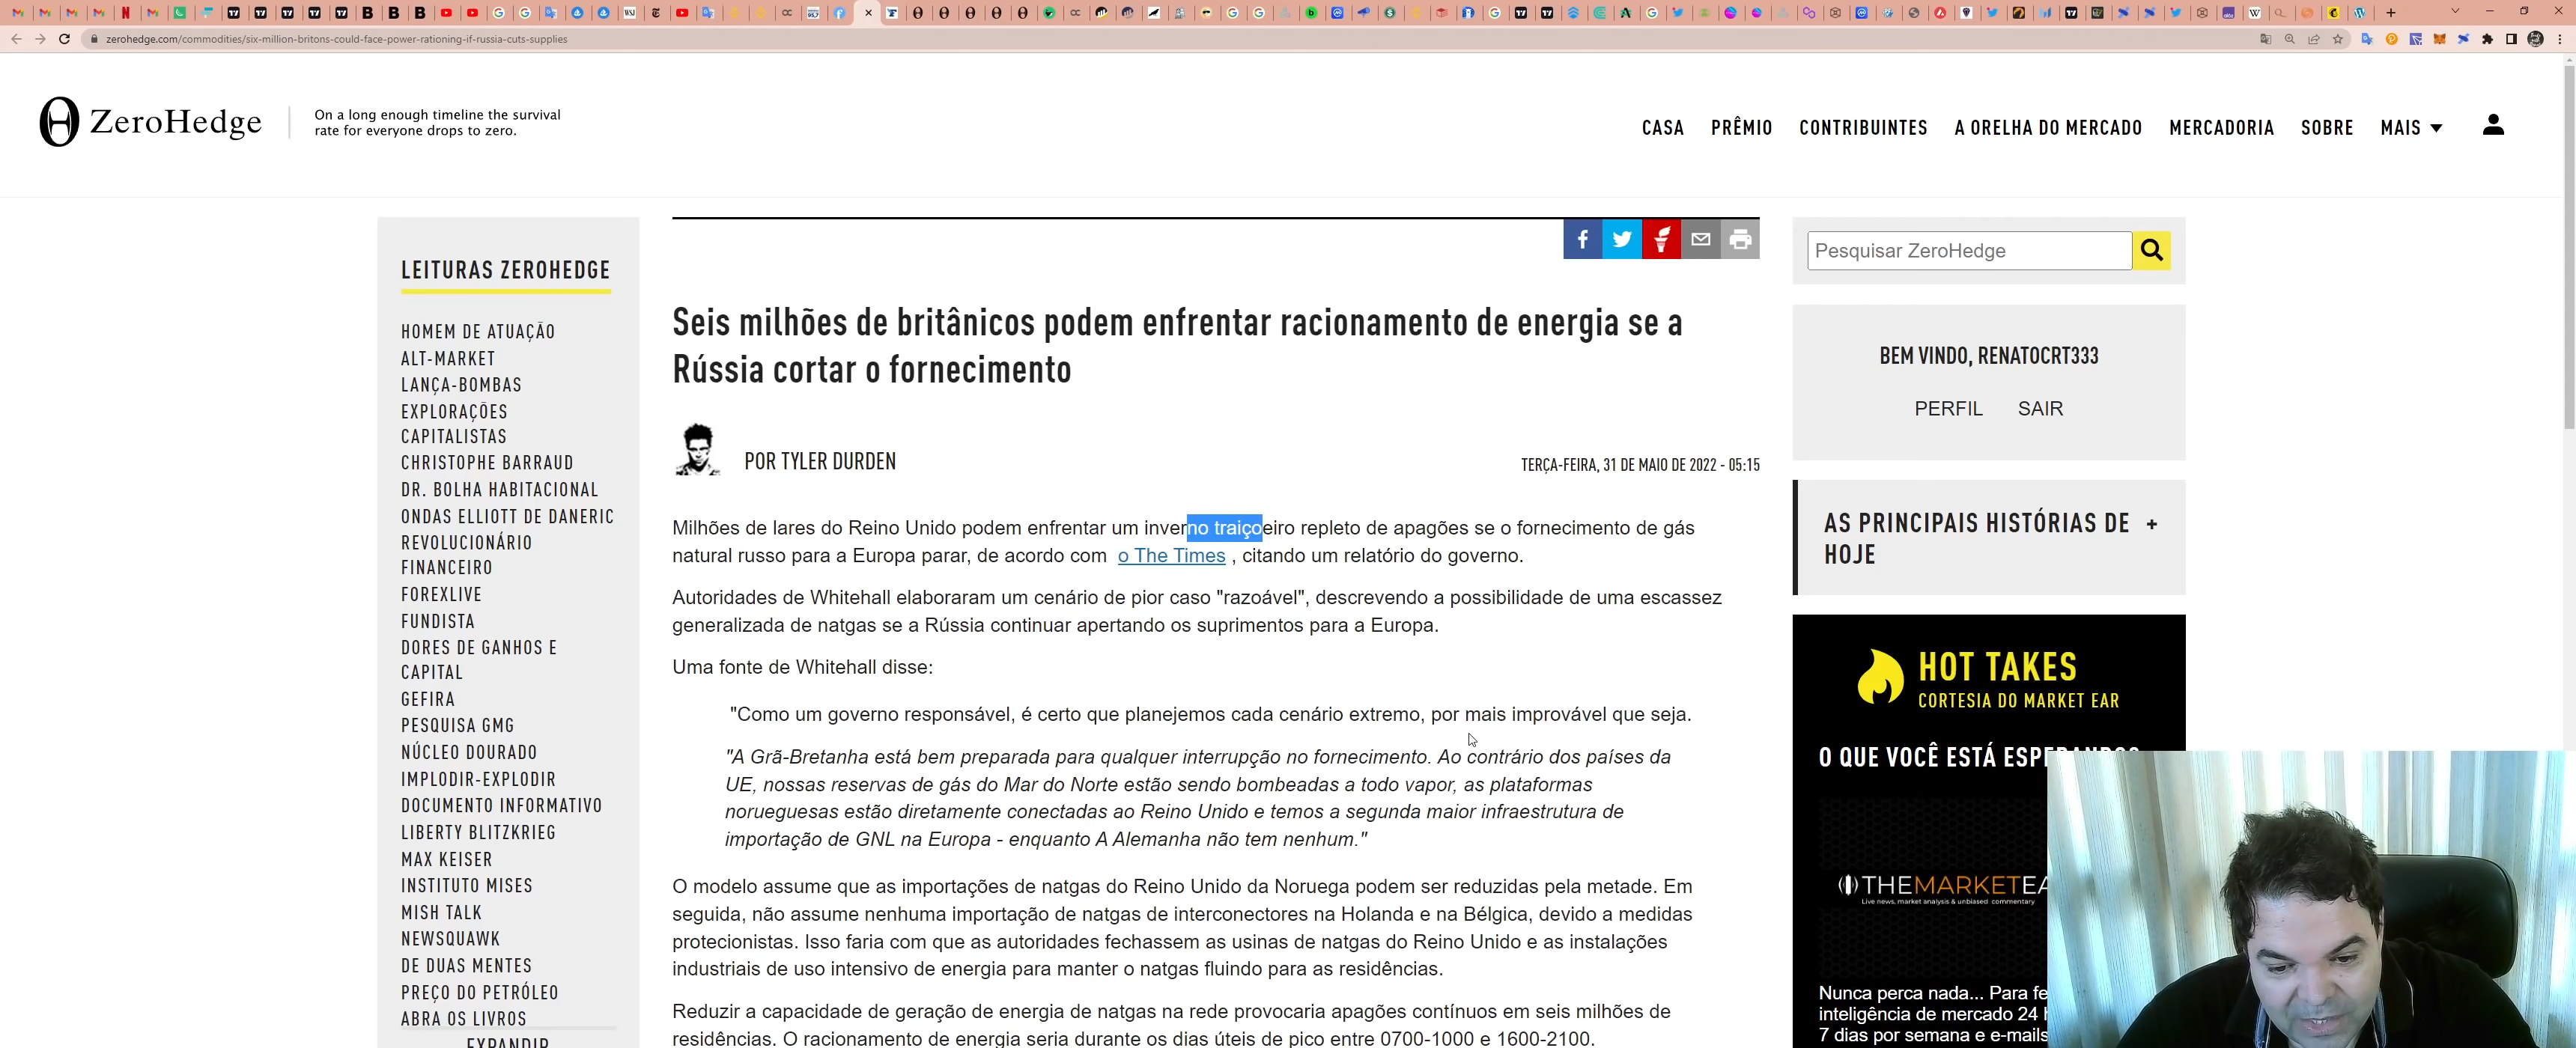 zerohedge.com/commodities/six-million-britons-could-face-power-rationing-if-russia-cuts-supplies
ZeroHedge
On a long enough timeline the survival
rate for everyone drops to zero.
CASA PRÊMIO CONTRIBUINTES A ORELHA DO MERCADO MERCADORIA SOBRE MAIS
LEITURAS ZEROHEDGE
HOMEM DE ATUAÇÃO
ALT-MARKET
LANÇA-BOMBAS
EXPLORAÇÕES
CAPITALISTAS
CHRISTOPHE BARRAUD
DR. BOLHA HABITACIONAL
ONDAS ELLIOTT DE DANERIC
REVOLUCIONÁRIO
FINANCEIRO
FOREXLIVE
FUNDISTA
DORES DE GANHOS E
CAPITAL
GEFIRA
PESQUISA GMG
NÚCLEO DOURADO
IMPLODIR-EXPLODIR
DOCUMENTO INFORMATIVO
LIBERTY BLITZKRIEG
MAX KEISER
INSTITUTO MISES
MISH TALK
NEWSQUAWK
DE DUAS MENTES
PREÇO DO PETRÓLEO
ABRA OS LIVROS
EXPANDIR
Seis milhões de britânicos podem enfrentar racionamento de energia se a
Rússia cortar o fornecimento
POR TYLER DURDEN
TERÇA-FEIRA, 31 DE MAIO DE 2022 - 05:15
Milhões de lares do Reino Unido podem enfrentar um inverno traiçoeiro repleto de apagões se o fornecimento de gás
natural russo para a Europa parar, de acordo com o The Times , citando um relatório do governo.
Autoridades de Whitehall elaboraram um cenário de pior caso "razoável", descrevendo a possibilidade de uma escassez
generalizada de natgas se a Rússia continuar apertando os suprimentos para a Europa.
Uma fonte de Whitehall disse:
"Como um governo responsável, é certo que planejemos cada cenário extremo, por mais improvável que seja.
"A Grã-Bretanha está bem preparada para qualquer interrupção no fornecimento. Ao contrário dos países da
UE, nossas reservas de gás do Mar do Norte estão sendo bombeadas a todo vapor, as plataformas
norueguesas estão diretamente conectadas ao Reino Unido e temos a segunda maior infraestrutura de
importação de GNL na Europa - enquanto A Alemanha não tem nenhum."
O modelo assume que as importações de natgas do Reino Unido da Noruega podem ser reduzidas pela metade. Em
seguida, não assume nenhuma importação de natgas de interconectores na Holanda e na Bélgica, devido a medidas
protecionistas. Isso faria com que as autoridades fechassem as usinas de natgas do Reino Unido e as instalações
industriais de uso intensivo de energia para manter o natgas fluindo para as residências.
Reduzir a capacidade de geração de energia de natgas na rede provocaria apagões contínuos em seis milhões de
residências. O racionamento de energia seria durante os dias úteis de pico entre 0700-1000 e 1600-2100.
Pesquisar ZeroHedge
BEM VINDO, RENATOCRT333
PERFIL SAIR
AS PRINCIPAIS HISTÓRIAS DE +
HOJE
HOT TAKES
CORTESIA DO MARKET EAR
O QUE VOCÊ ESTÁ ESPERANDO?
THEMARKETEA
Live news, market analysis & unbiased commentary
Nunca perca nada... Para fe
inteligência de mercado 24 h
7 dias por semana e e-mails